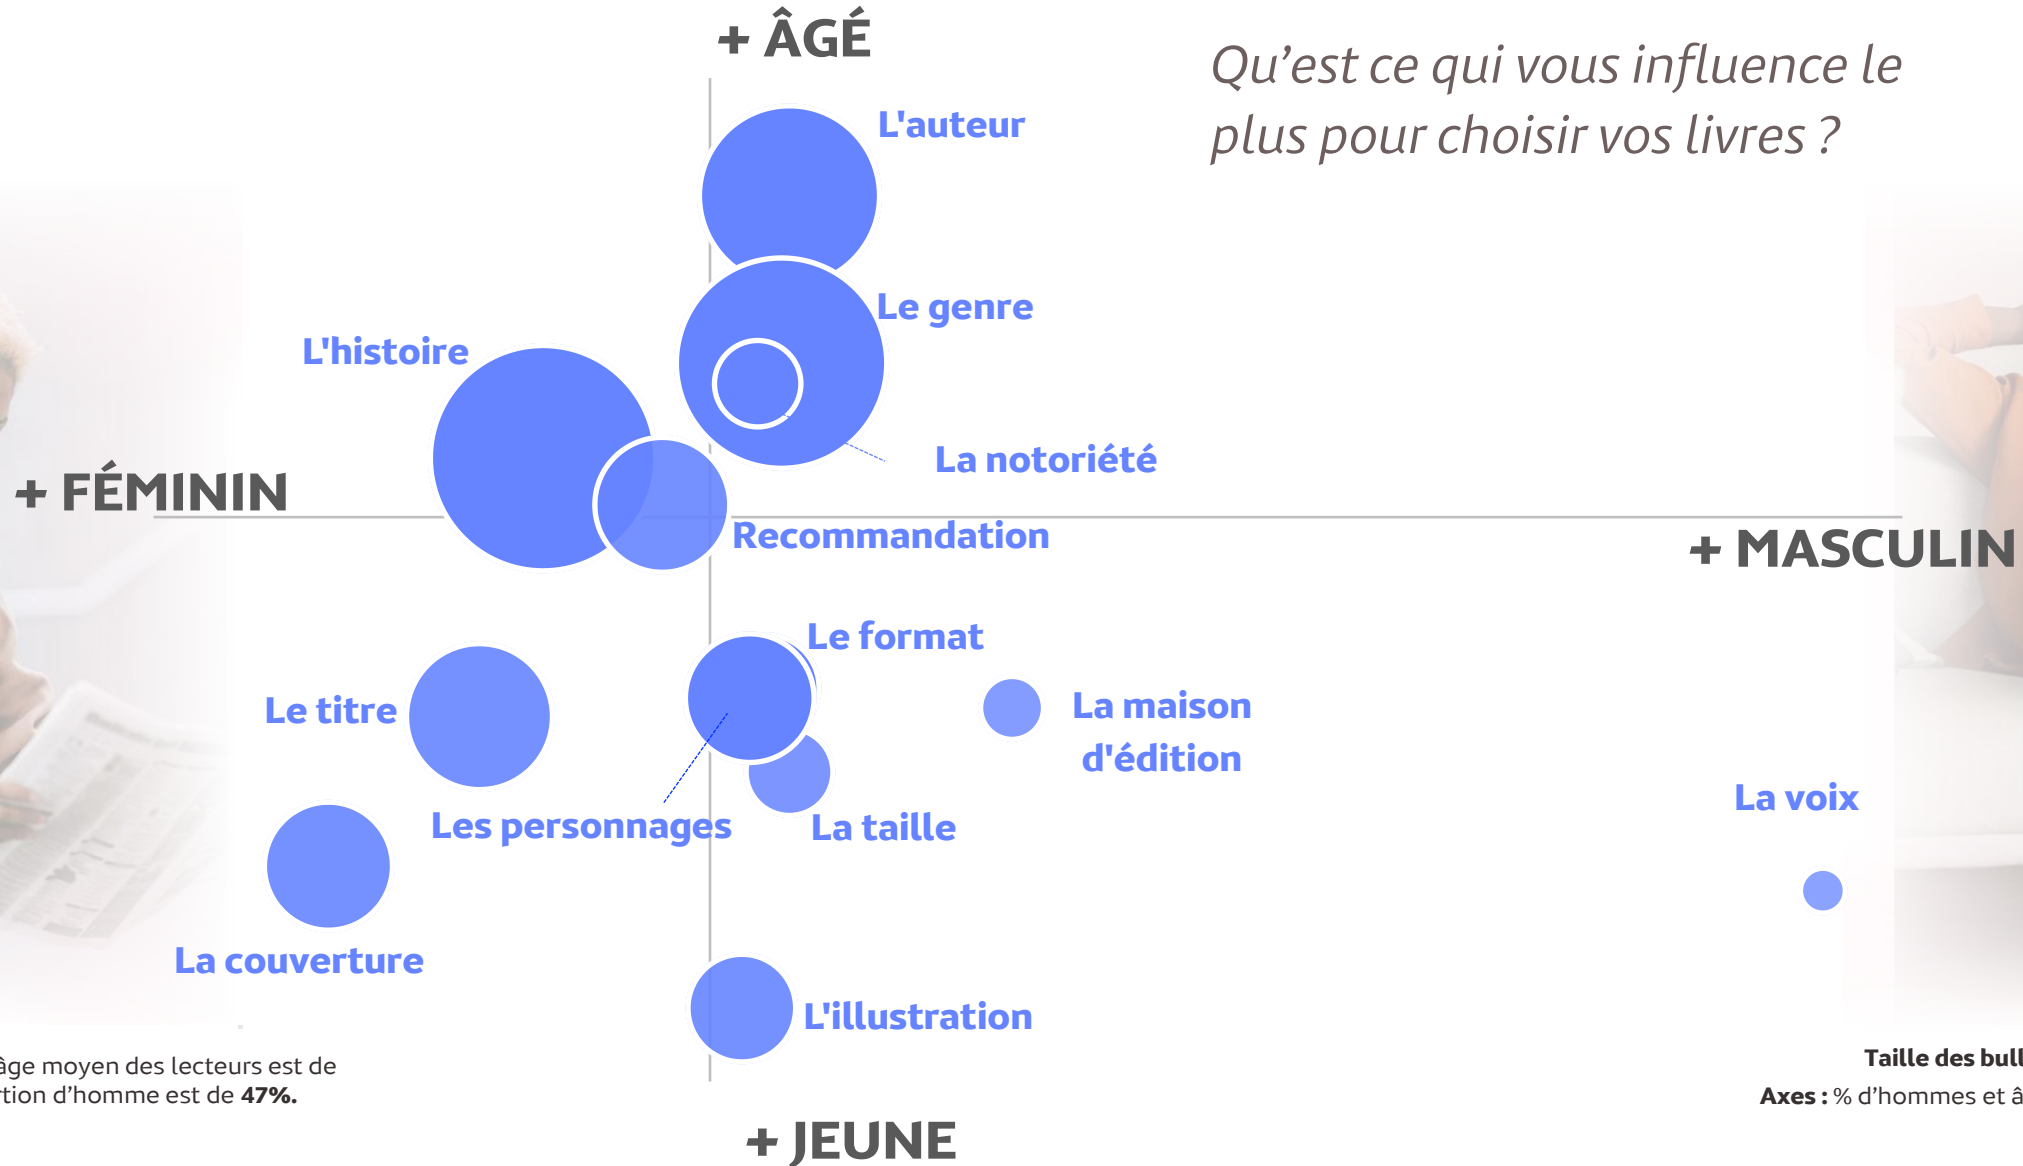 + ÂGÉ
Qu’est ce qui vous influence le
plus pour choisir vos livres ?
L'auteur
Le genre
L'histoire
La notoriété
+ FÉMININ
Recommandation
+ MASCULIN
Le format
Le titre
La maison
d'édition
La voix
Les personnages
La taille
La couverture
L'illustration
âge moyen des lecteurs est de
d’homme est de 47%.
Taille des
Axes : % d’hommes et
+ JEUNE